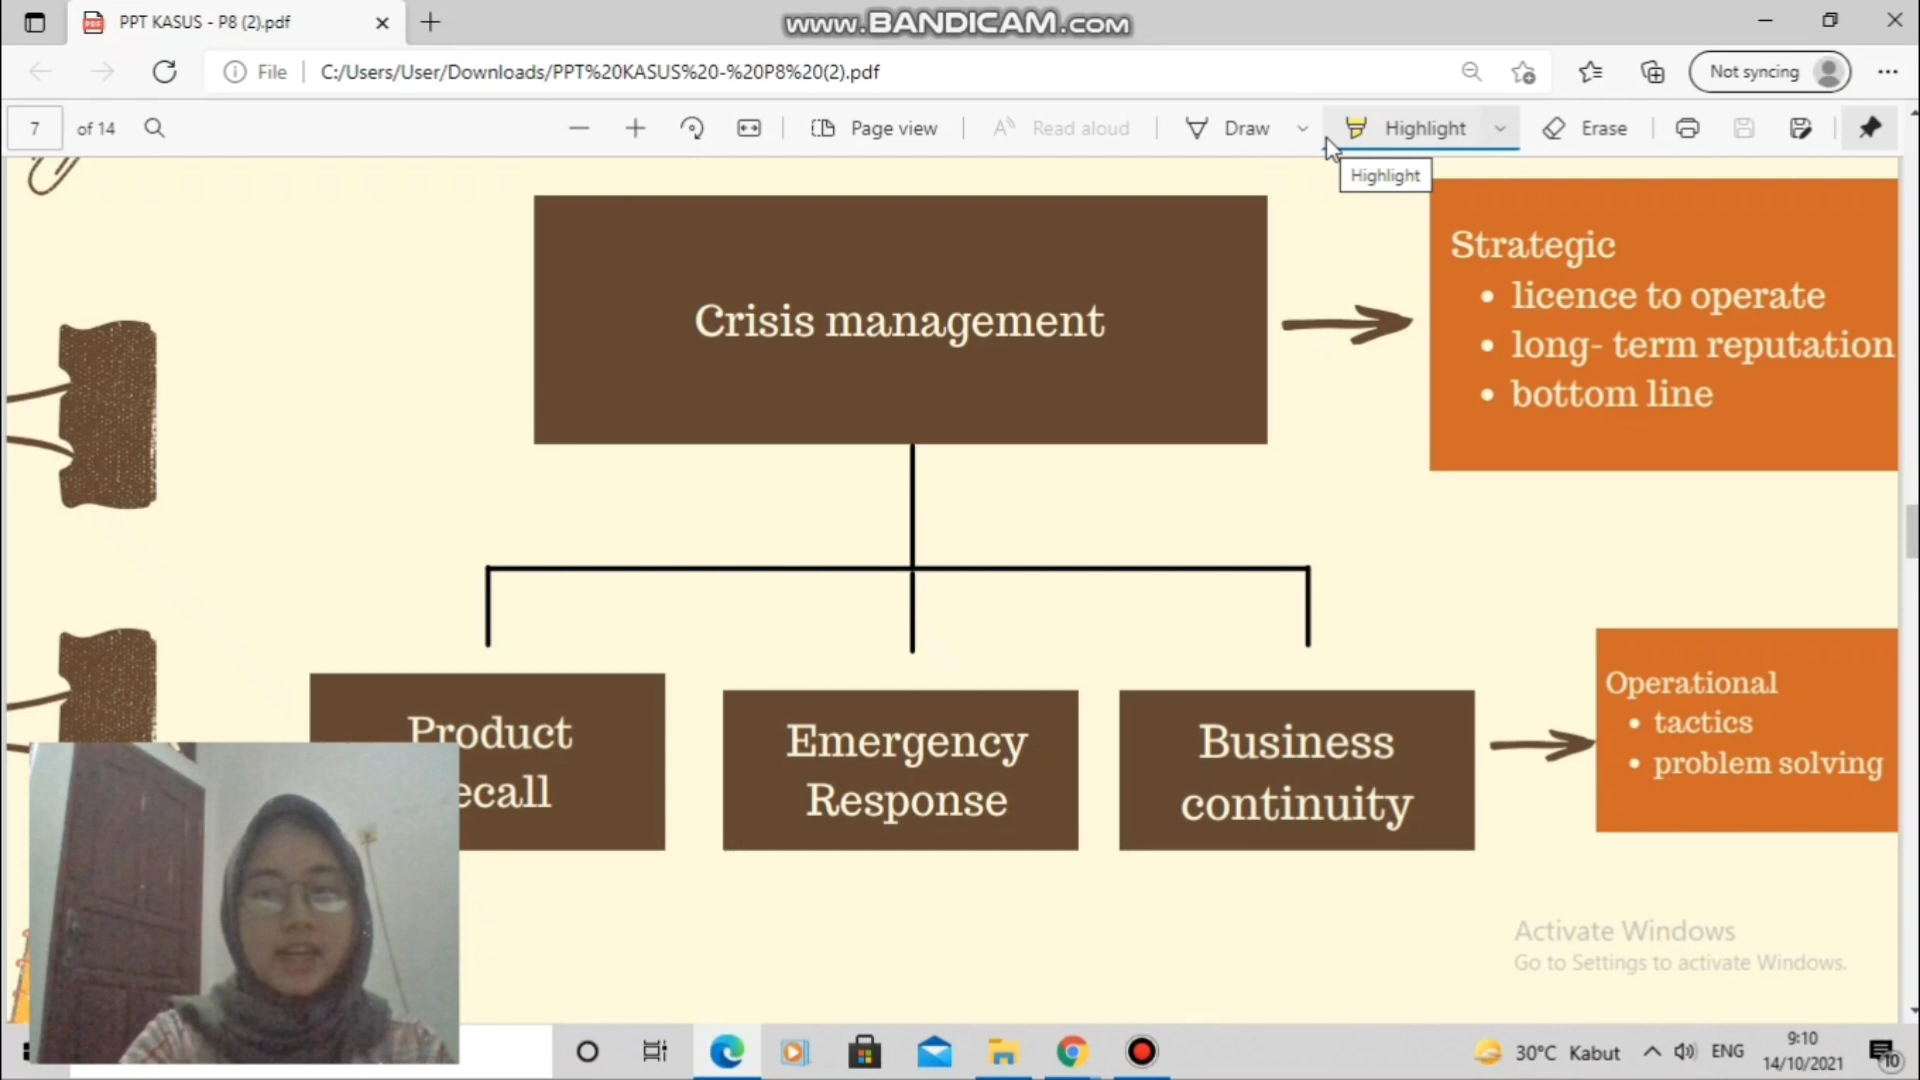 PPT KASUS - P8 (2).pdf
www.BANDICAM.com
File
C:/Users/User/Downloads/PPT%20KASUS%20-%20P8%20(2).pdf
Not syncing
7
of 14
Page view
Read aloud
Draw
Highlight
Erase
Highlight
Crisis management
Strategic
• licence to operate
• long- term reputation
• bottom line
Product
ecall
Emergency
Response
Business
continuity
Operational
• tactics
• problem solving
Activate Windows
Go to Settings to activate Windows.
30°C Kabut
ENG
9:10
14/10/2021
10